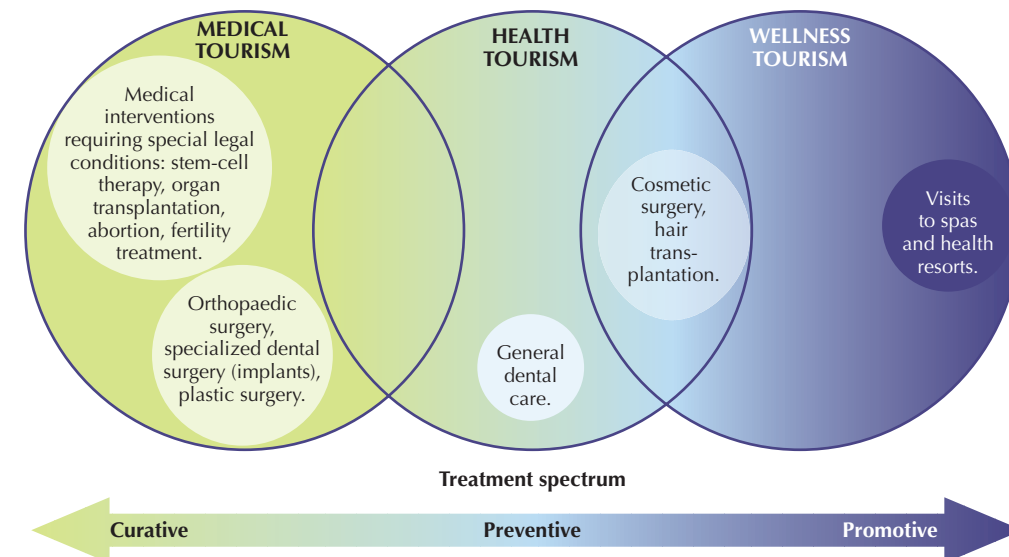 MEDICAL
TOURISM
Medical
interventions
requiring special legal
conditions: stem-cell
therapy, organ
transplantation,
abortion, fertility
treatment.
Orthopaedic
surgery,
specialized dental
surgery (implants),
plastic surgery.
HEALTH
TOURISM
General
dental
care.
WELLNESS
TOURISM
Cosmetic
surgery,
hair
trans-
plantation.
Visits
to spas
and health
resorts.
Treatment spectrum
Curative
Preventive
Promotive